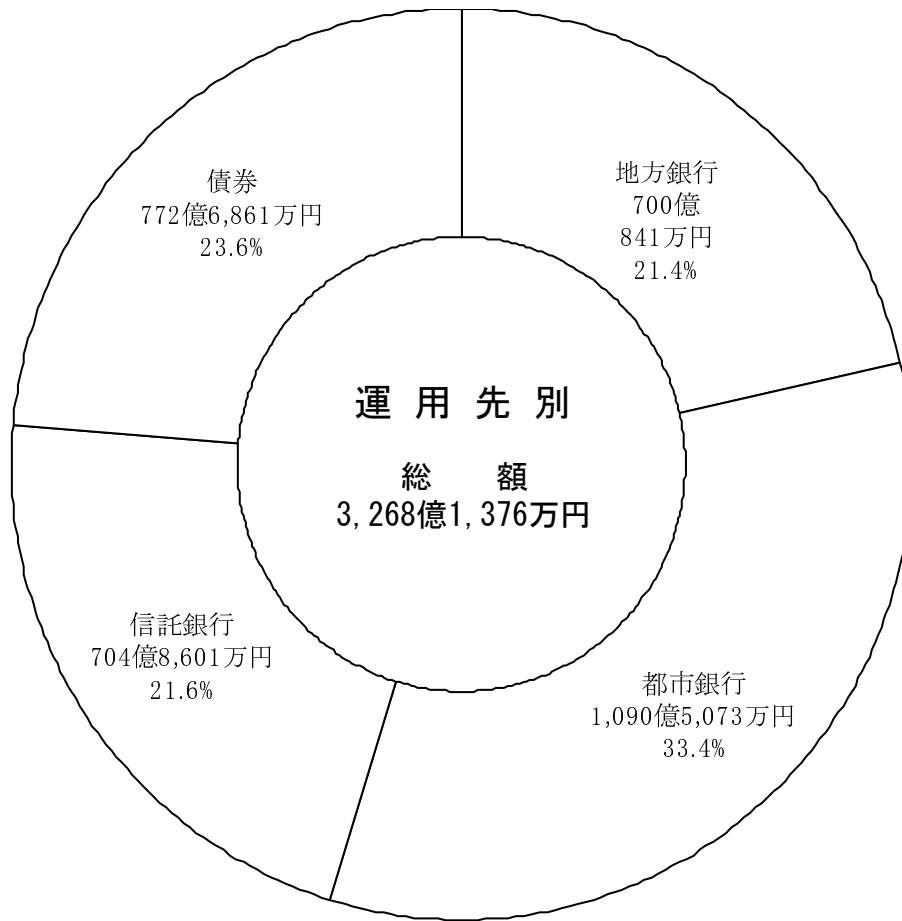 債券
772億6,861万円
23.6%
地方銀行
700億
841万円
21.4%
運用先別
総額
3,268億1,376万円
信託銀行
704億8,601万円
21.6%
都市銀行
1,090億5,073万円
33.4%